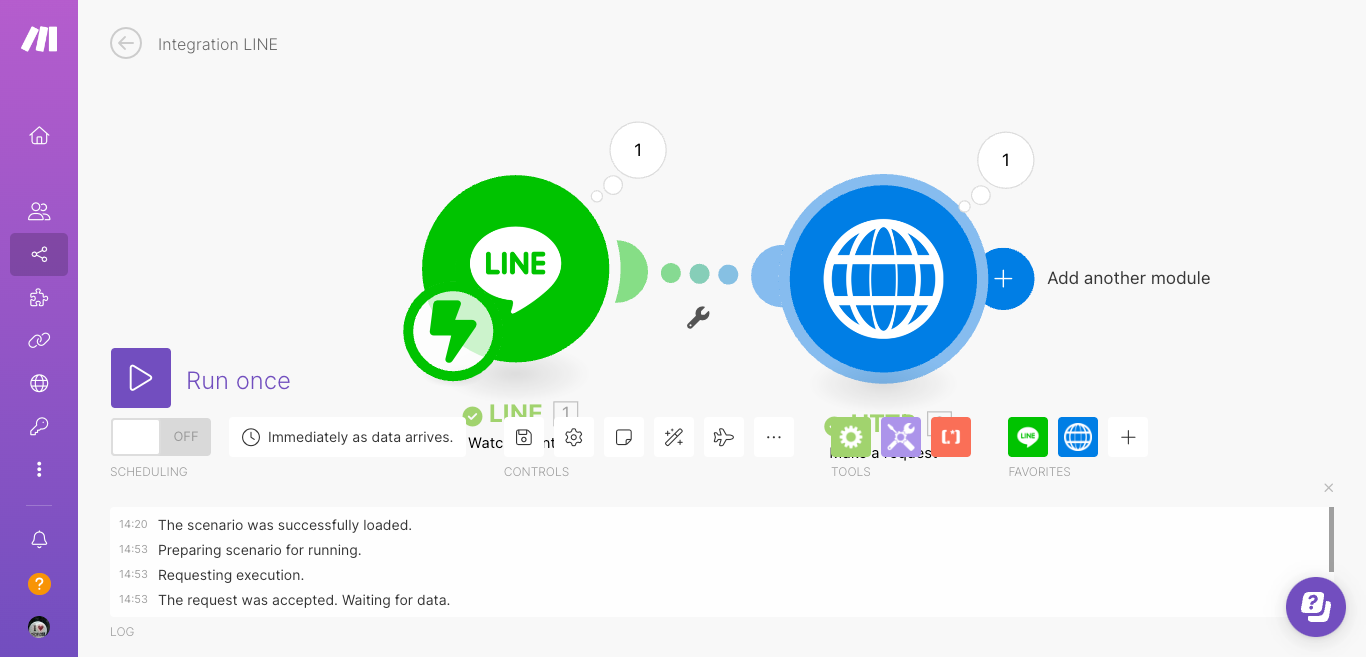 Integration LINE
1
1
LINE
Add another module
Run once
LINE 1
OFF
Immediately as data arrives.
Watc
nt
Make a request
SCHEDULING
CONTROLS
TOOLS
FAVORITES
14:20 The scenario was successfully loaded.
14:53 Preparing scenario for running.
14:53 Requesting execution.
14:53 The request was accepted. Waiting for data.
LOG